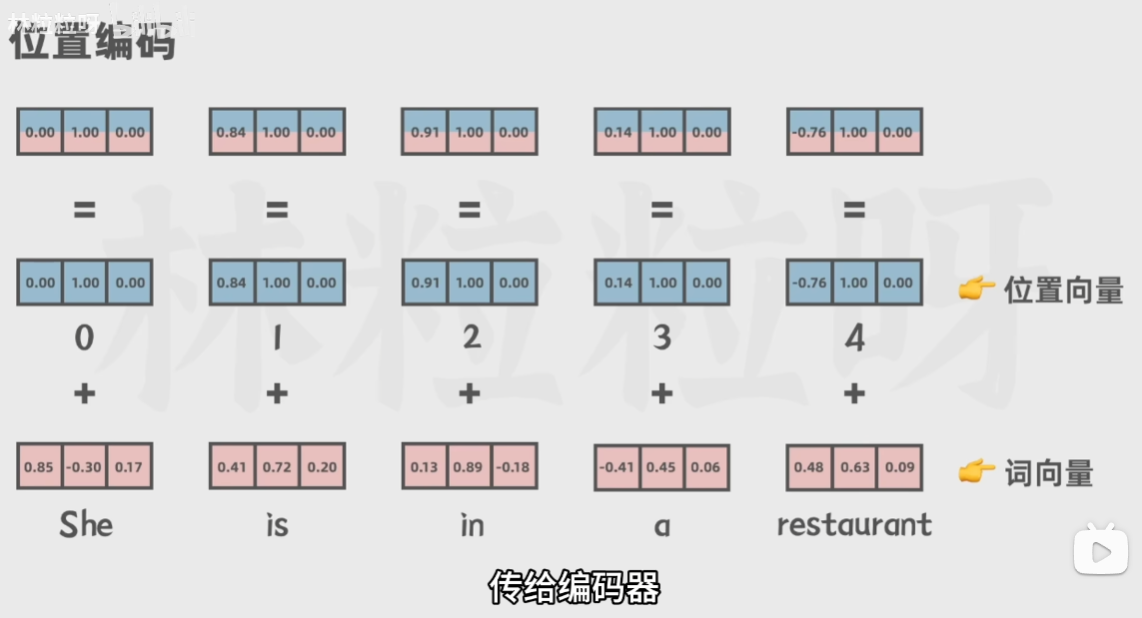 林粒粒呀
位置编码
0.00 1.00 0.00 0.84 1.00 0.00 0.91 1.00 0.00 0.14 1.00 0.00 -0.76 1.00 0.00
= = = = =
0.00 1.00 0.00 0.84 1.00 0.00 0.91 1.00 0.00 0.14 1.00 0.00 -0.76 1.00 0.00 位置向量
0 1 2 3 4
+ + + + +
0.85 -0.30 0.17 0.41 0.72 0.20 0.13 0.89 -0.18 -0.41 0.45 0.06 0.48 0.63 0.09 词向量
She is in a restaurant
传给编码器
林粒粒呀